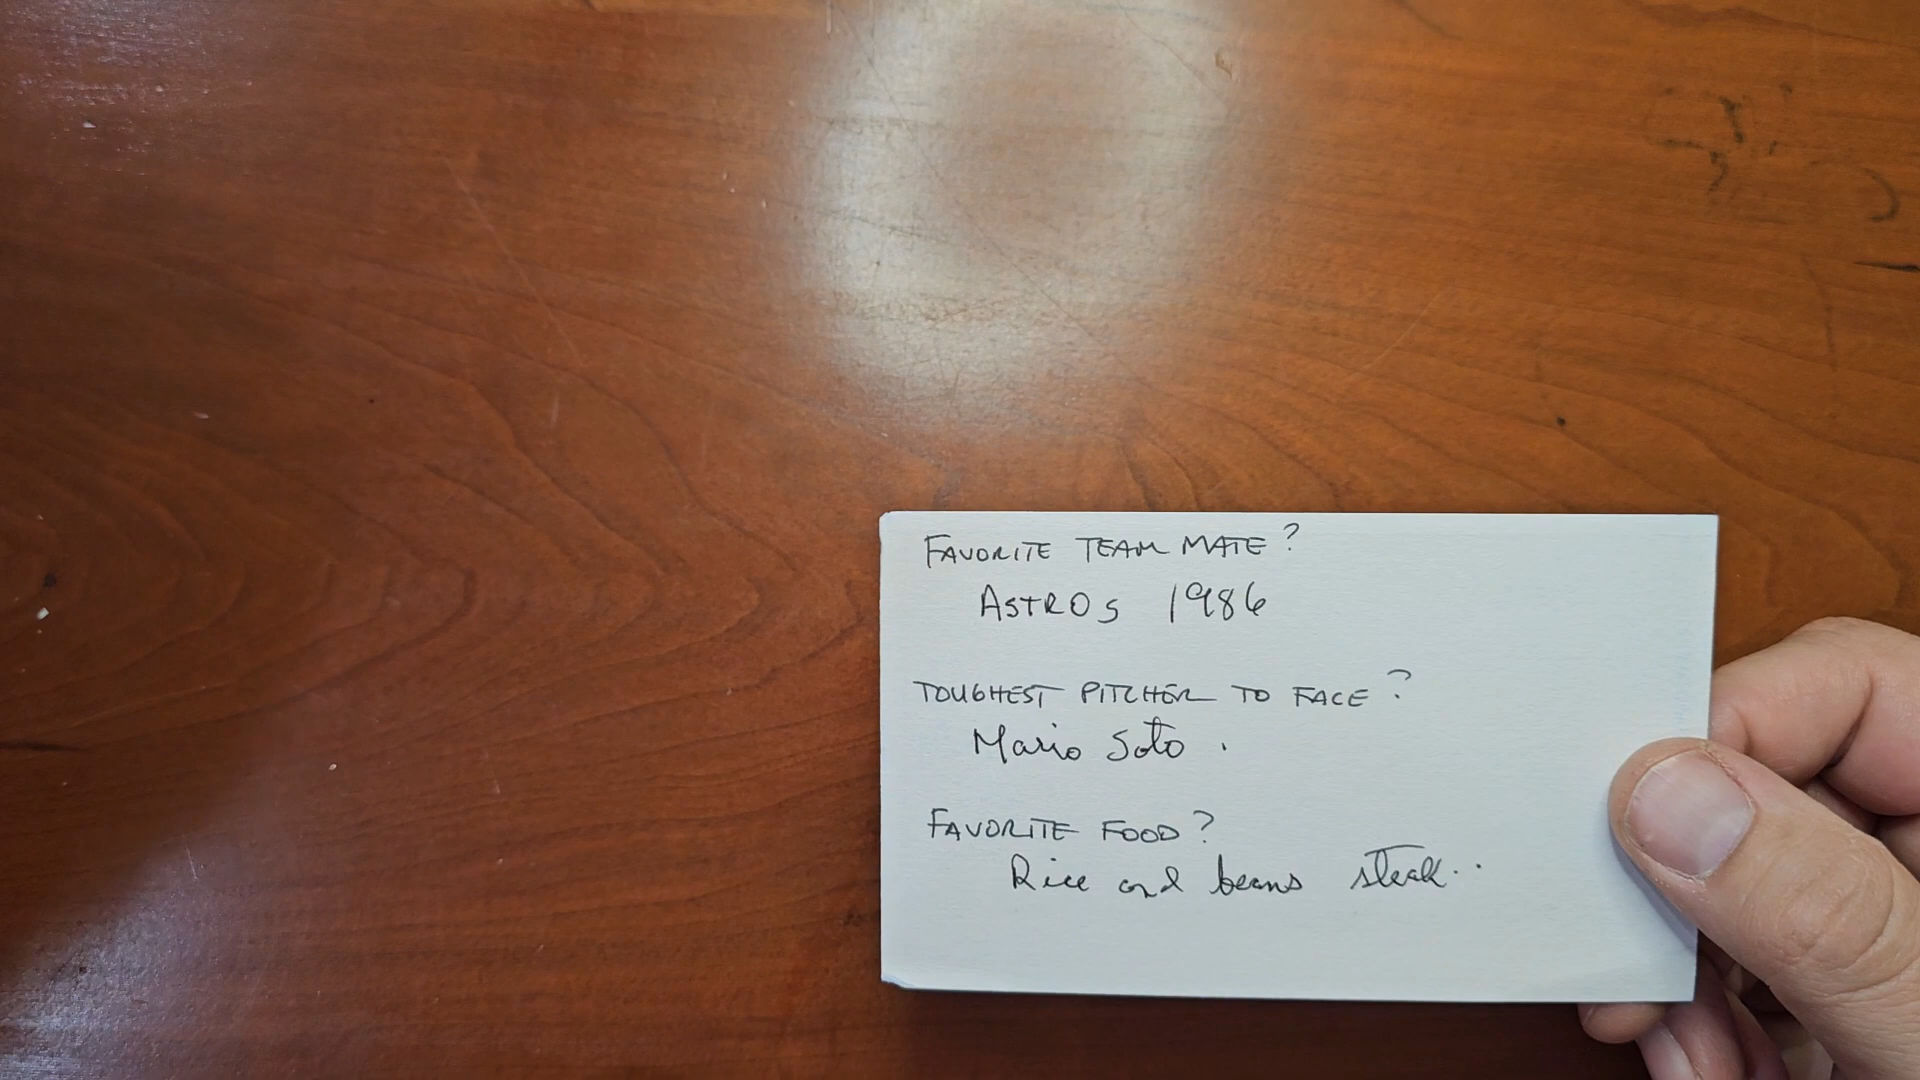 FAVORITE TEAM MATE?
ASTROS 1986
TOUGHEST PITCHER TO FACE?
Mario Soto .
FAVORITE FOOD?
Rice and beans steak..